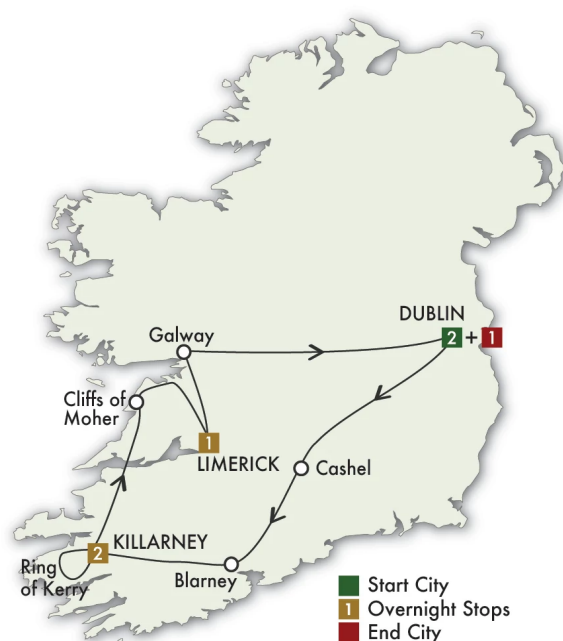 DUBLIN
2 + 1
Galway
Cliffs of
Moher
1
LIMERICK
Cashel
2 KILLARNEY
Ring
of Kerry
Blarney
Start City
1 Overnight Stops
End City